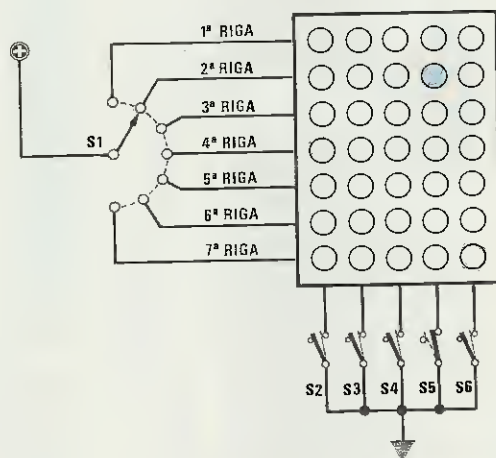 1ª RIGA
2ª RIGA
3ª RIGA
S1
4ª RIGA
5ª RIGA
6ª RIGA
7ª RIGA
S2 S3 S4 S5 S6